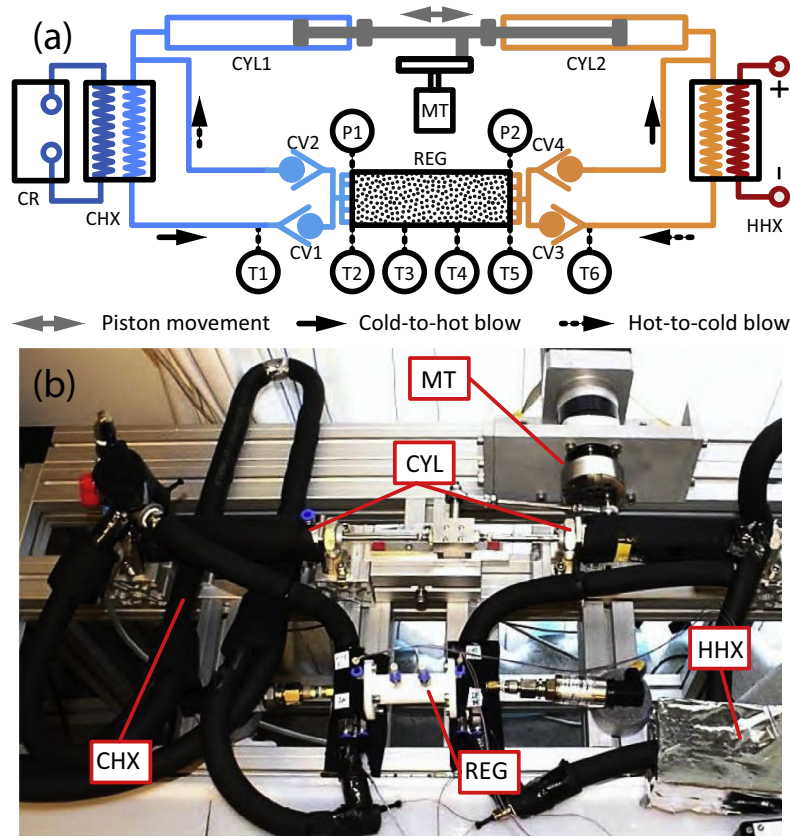 (a)
CYL1
CYL2
MT
CR
CHX
CV2
P1
REG
P2
CV4
HHX
+
-
CV1
CV3
T1
T2
T3
T4
T5
T6
Piston movement
Cold-to-hot blow
Hot-to-cold blow
(b)
MT
CYL
HHX
CHX
REG